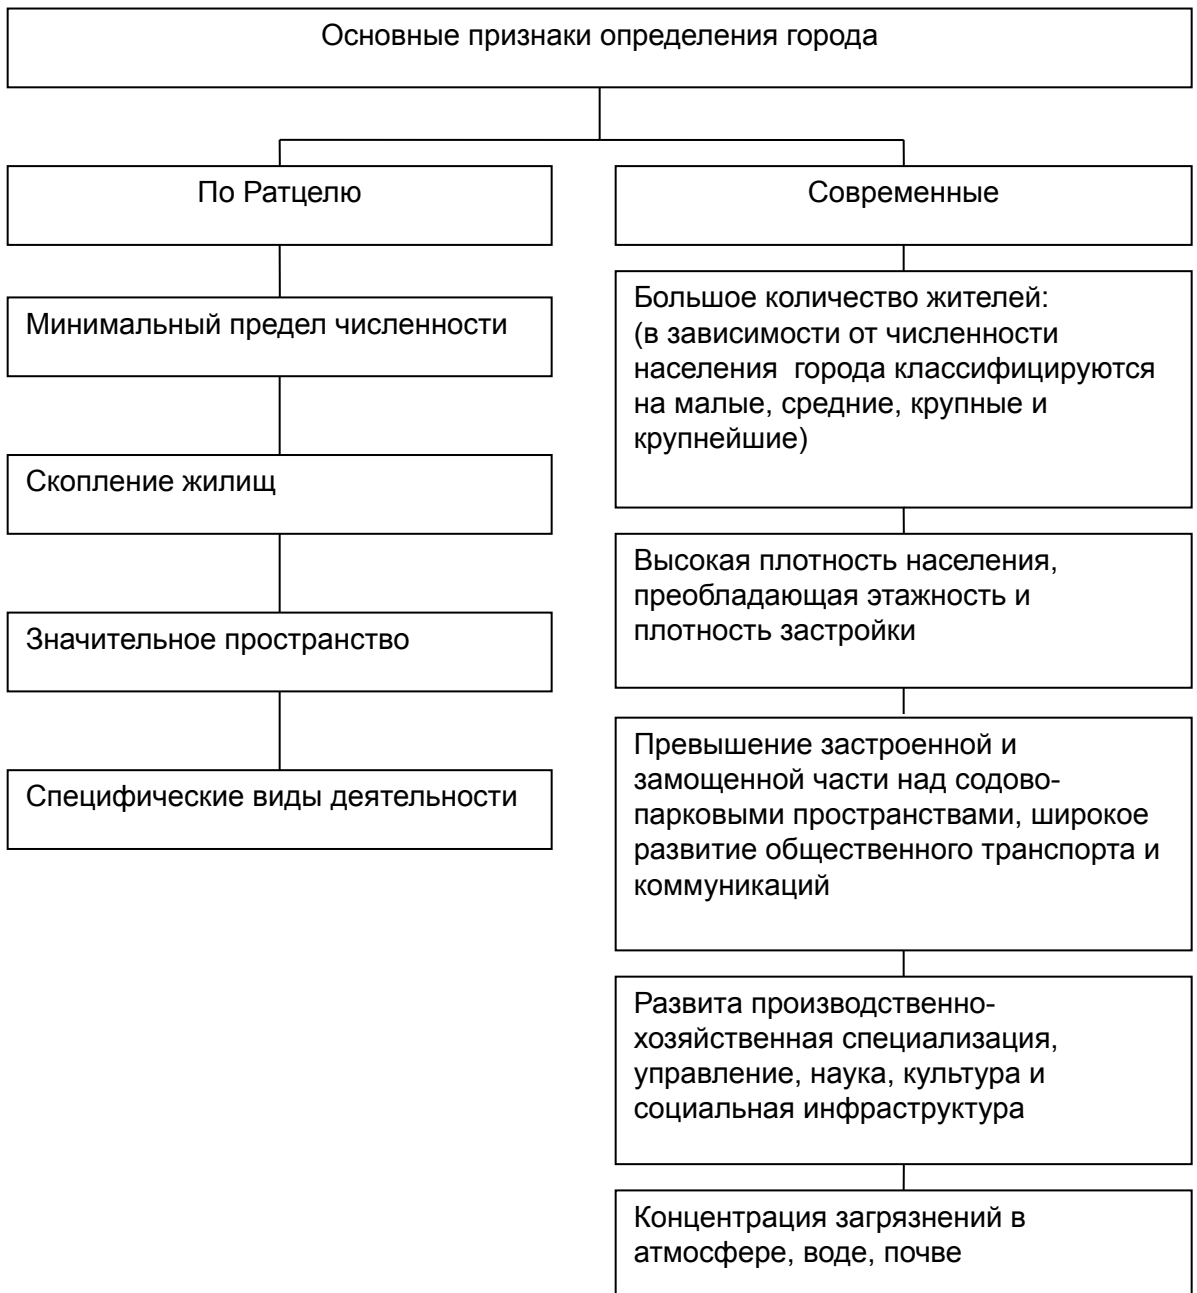 Основные признаки определения города
По Ратцелю
Минимальный предел численности
Скопление жилищ
Значительное пространство
Специфические виды деятельности
Современные
Большое количество жителей:
(в зависимости от численности
населения  города классифицируются
на малые, средние, крупные и
крупнейшие)
Высокая плотность населения,
преобладающая этажность и
плотность застройки
Превышение застроенной и
замощенной части над содово-
парковыми пространствами, широкое
развитие общественного транспорта и
коммуникаций
Развита производственно-
хозяйственная специализация,
управление, наука, культура и
социальная инфраструктура
Концентрация загрязнений в
атмосфере, воде, почве